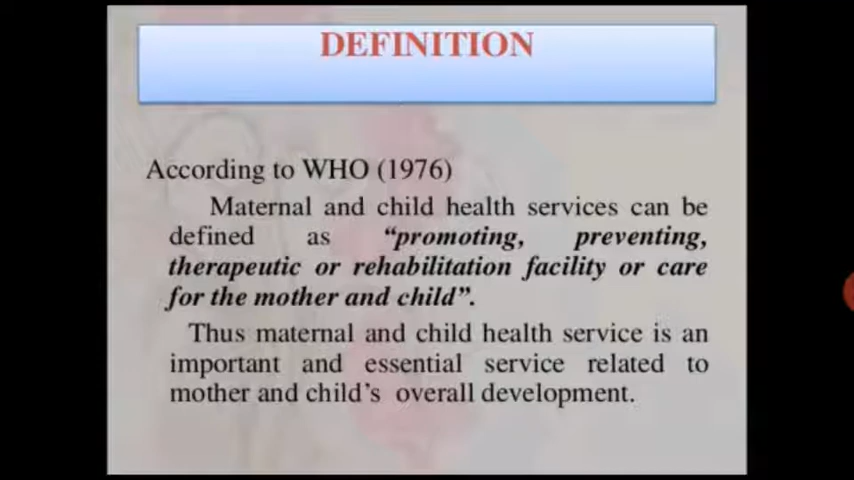 DEFINITION
According to WHO (1976)
Maternal and child health services can be
defined as “promoting, preventing,
therapeutic or rehabilitation facility or care
for the mother and child”.
Thus maternal and child health service is an
important and essential service related to
mother and child’s overall development.